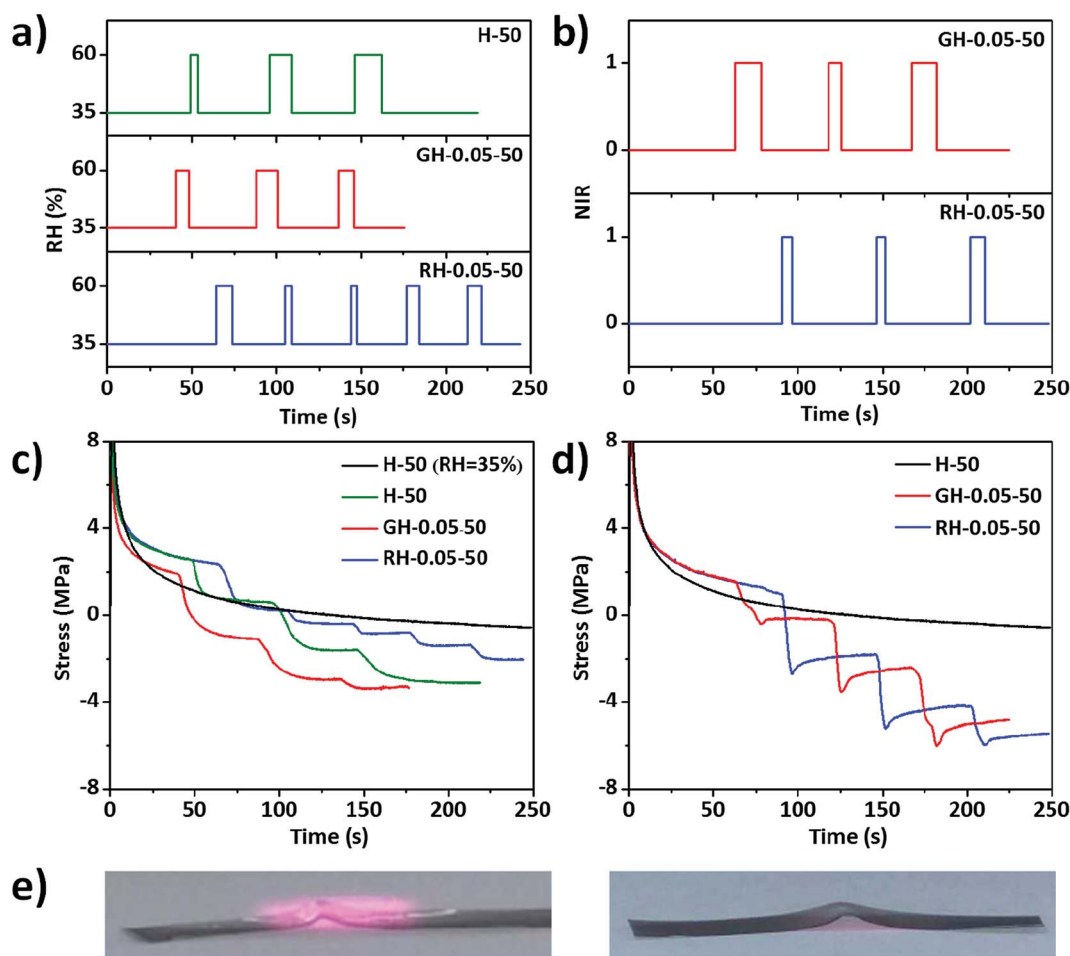 a)
H-50
60
35
GH-0.05-50
60
35
RH-0.05-50
60
35
RH (%)
0 50 100 150 200 250
Time (s)
b)
GH-0.05-50
1
0
RH-0.05-50
1
0
NIR
0 50 100 150 200 250
Time (s)
c)
8
4
0
-4
-8
Stress (MPa)
H-50 (RH=35%)
H-50
GH-0.05-50
RH-0.05-50
0 50 100 150 200 250
Time (s)
d)
8
4
0
-4
-8
Stress (MPa)
H-50
GH-0.05-50
RH-0.05-50
0 50 100 150 200 250
Time (s)
e)